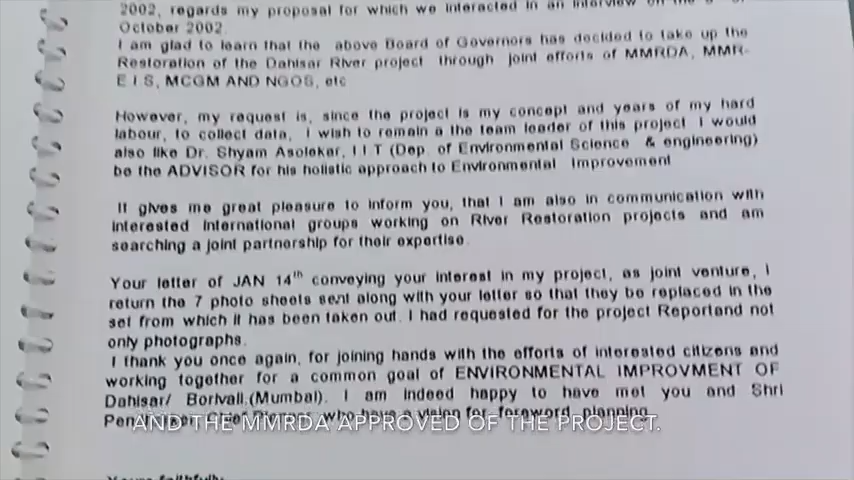 2002, regards my proposal for which we interacted in an interview on the
October 2002.
I am glad to learn that the above Board of Governors has decided to take up the
Restoration of the Dahisar River project through joint efforts of MMRDA, MMR-
E I S, MCGM AND NGOS, etc
However, my request is, since the project is my concept and years of my hard
labour, to collect data, I wish to remain a the team leader of this project I would
also like Dr. Shyam Asolekar, I I T (Dep. of Environmental Science & engineering)
be the ADVISOR for his holistic approach to Environmental Improvement
It gives me great pleasure to inform you, that I am also in communication with
interested International groups working on River Restoration projects and am
searching a joint partnership for their expertise.
Your letter of JAN 14th conveying your interest in my project, as joint venture, I
return the 7 photo sheets sent along with your letter so that they be replaced in the
set from which it has been taken out. I had requested for the project Reportand not
only photographs.
I thank you once again, for joining hands with the efforts of interested citizens and
working together for a common goal of ENVIRONMENTAL IMPROVMENT OF
Dahisar/ Borivali,(Mumbai). I am indeed happy to have met you and Shri
who have a vision for foreword planning
AND THE MMRDA APPROVED OF THE PROJECT.
Yours faithfully